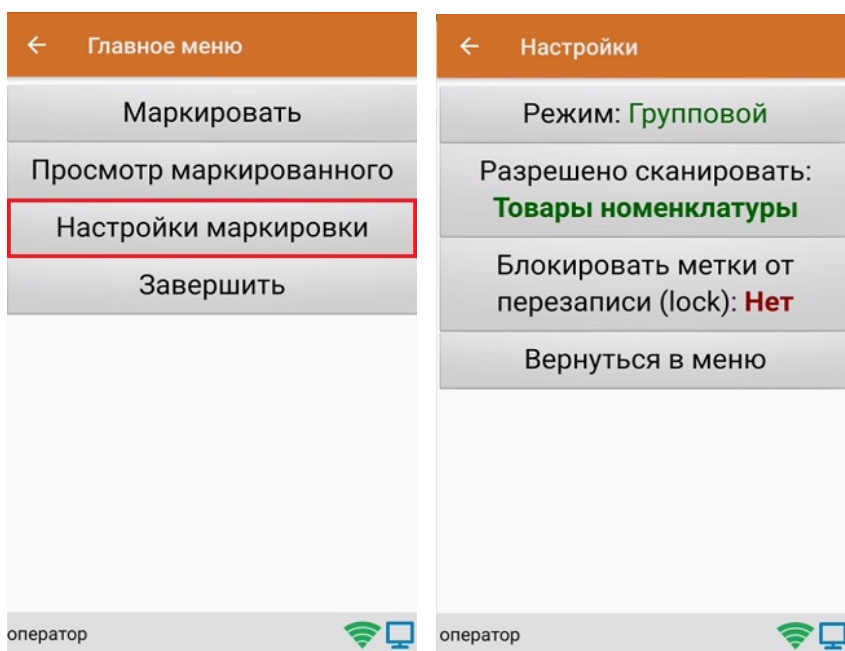 Главное меню
Маркировать
Просмотр маркированного
Настройки маркировки
Завершить
оператор
Настройки
Режим: Групповой
Разрешено сканировать:
Товары номенклатуры
Блокировать метки от
перезаписи (lock): Нет
Вернуться в меню
оператор